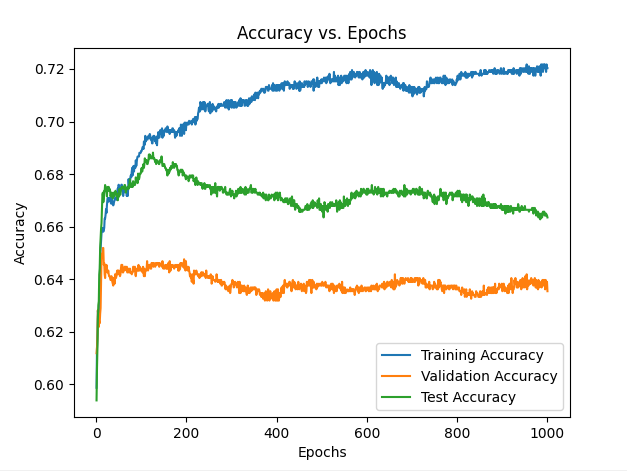 Accuracy vs. Epochs
0.72
0.70
0.68
0.66
0.64
0.62
0.60
Accuracy
0 200 400 600 800 1000
Epochs
Training Accuracy
Validation Accuracy
Test Accuracy